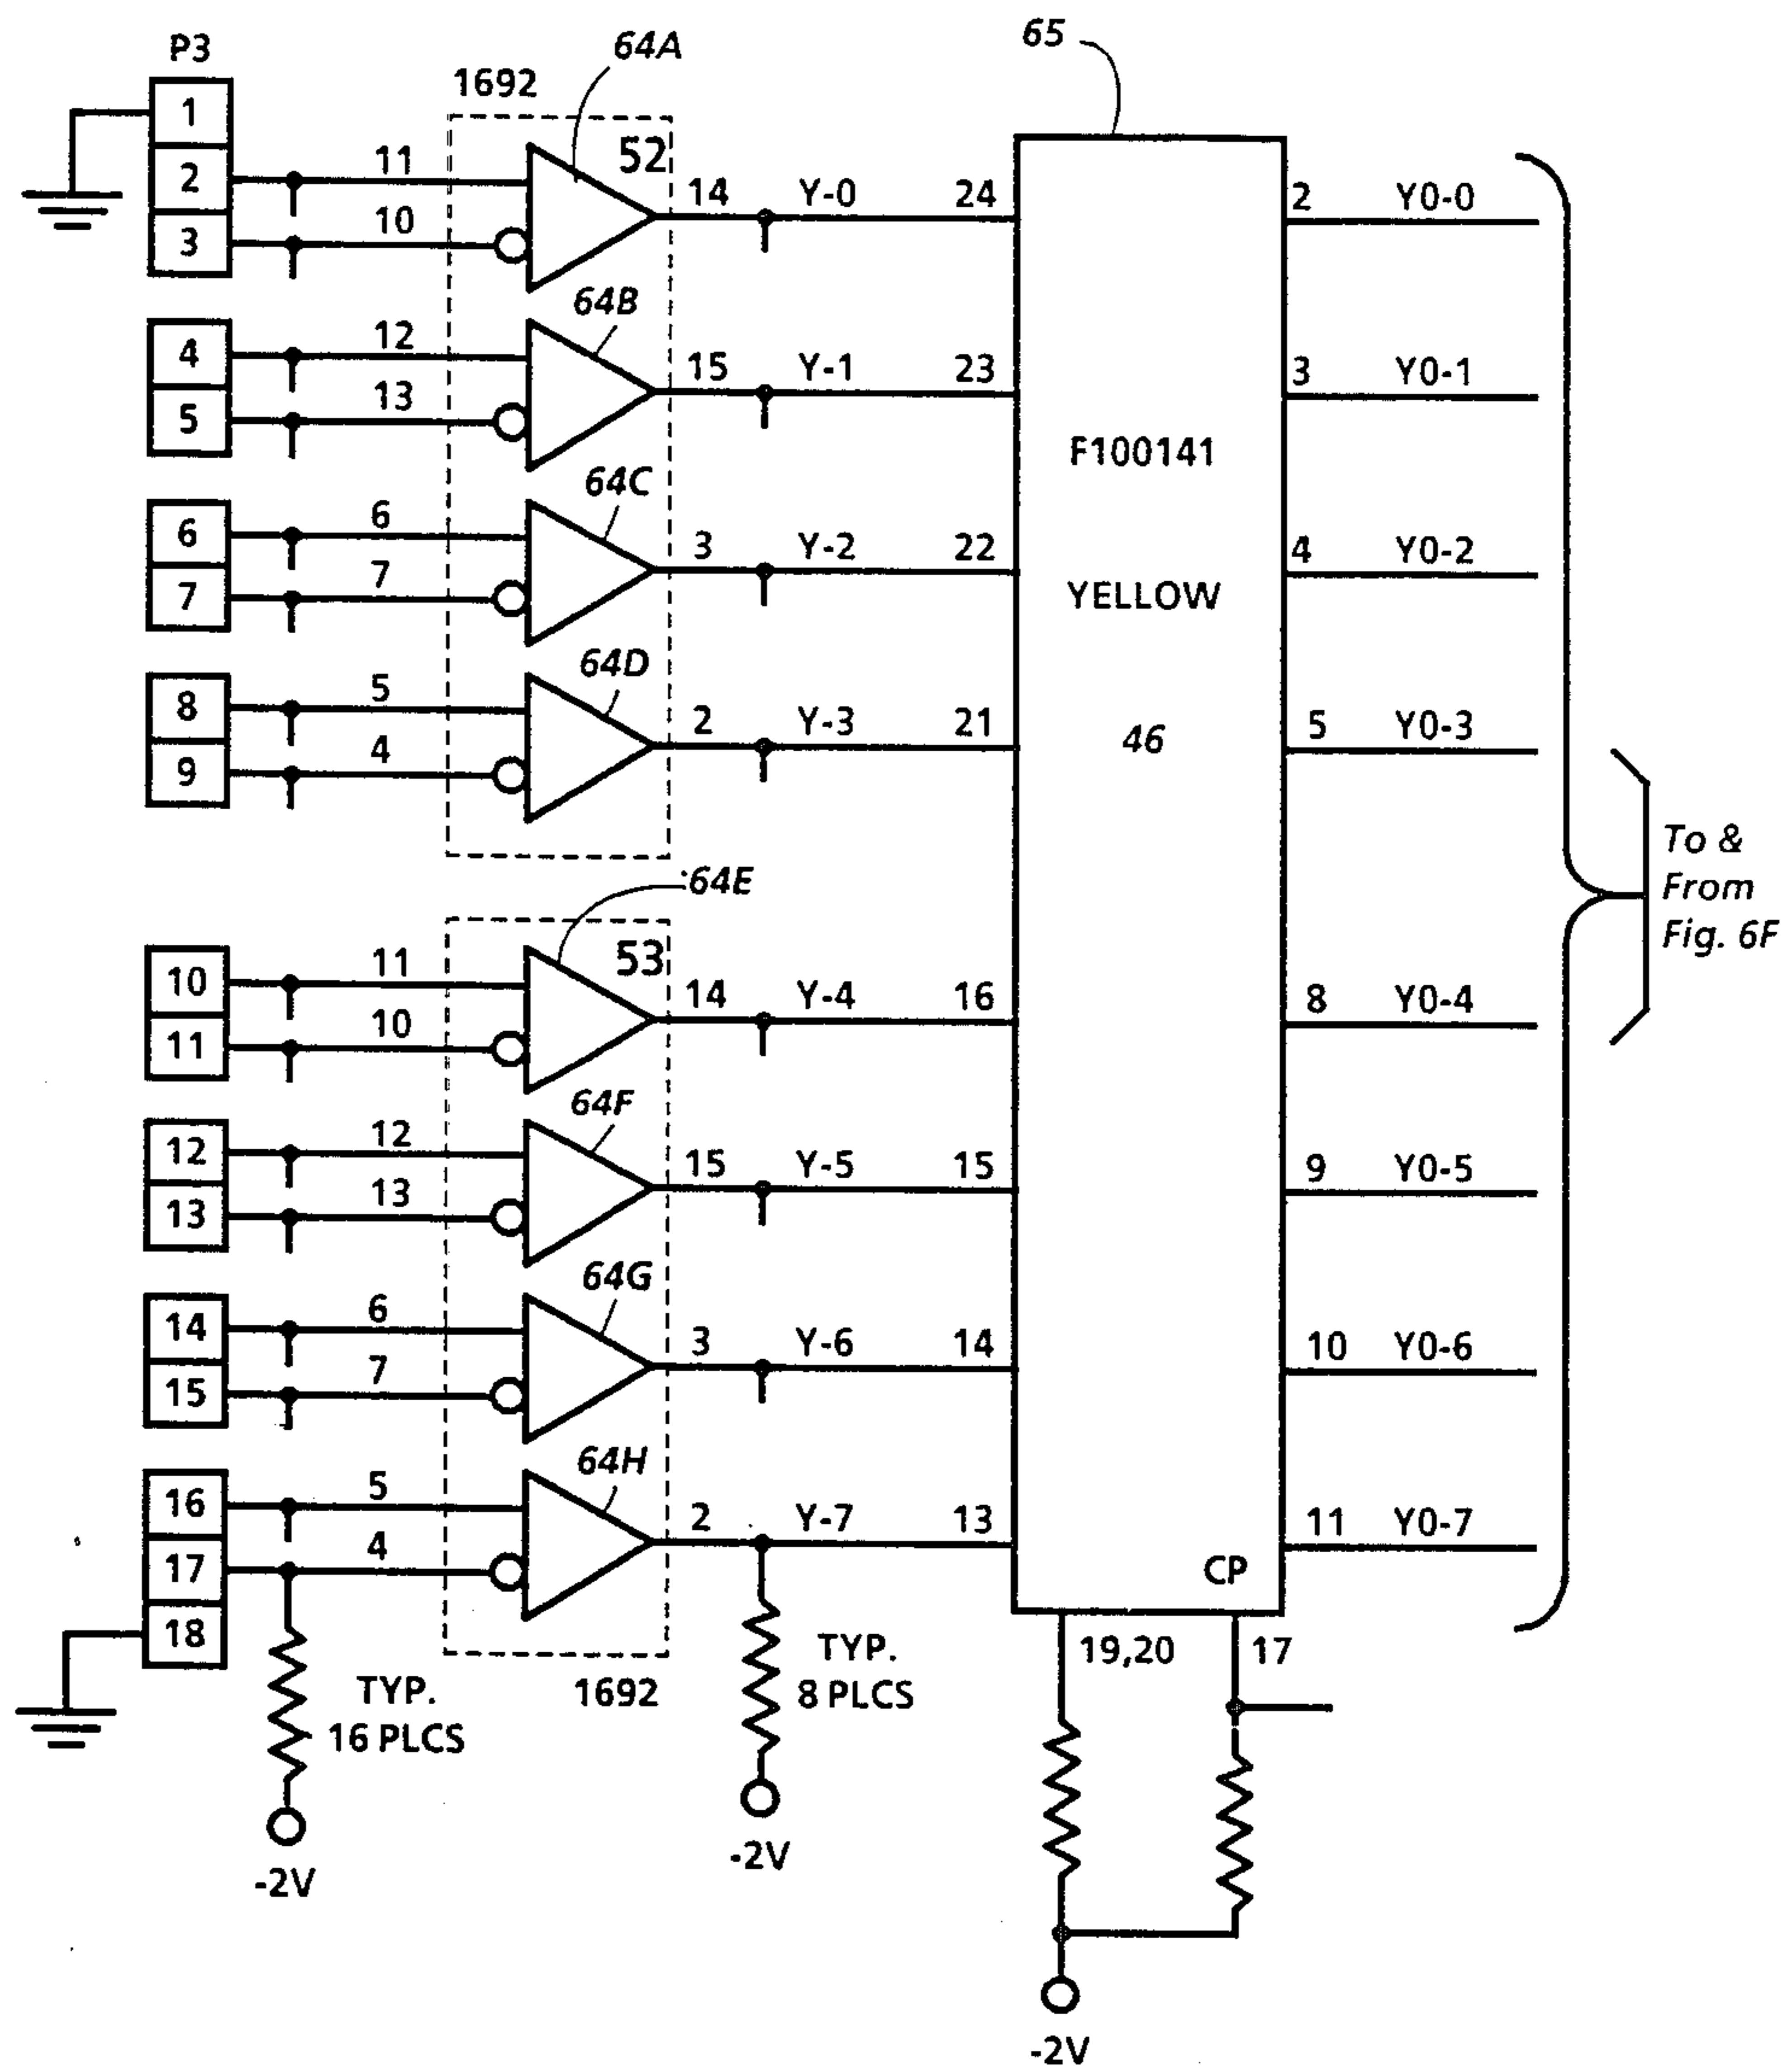 P3
1692
64A
65
1
2 11 52 14 Y-0 24 2 Y0-0
3 10
64B
4 12 15 Y-1 23 3 Y0-1
5 13
F100141
64C
6 6 3 Y-2 22 4 Y0-2
7 7
YELLOW
64D
8 5 2 Y-3 21 46 5 Y0-3
9 4
To &
From
Fig. 6F
64E
10 11 53 14 Y-4 16 8 Y0-4
11 10
64F
12 12 15 Y-5 15 9 Y0-5
13 13
64G
14 6 3 Y-6 14 10 Y0-6
15 7
64H
16 5 2 Y-7 13 11 Y0-7
17 4
CP
18
19,20 17
1692
TYP.
16 PLCS
TYP.
8 PLCS
-2V
-2V
-2V